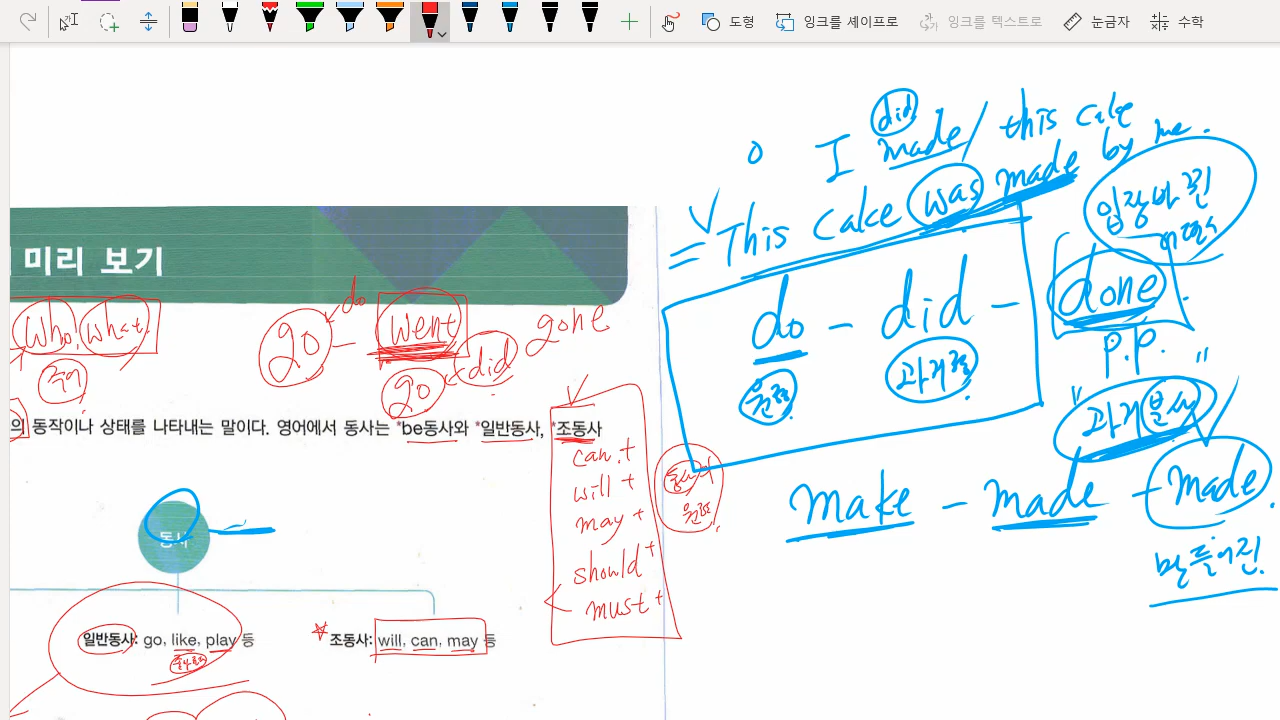 도형 잉크를 셰이프로 잉크를 텍스트로 눈금자 수학
did
I made / this cake
= This cake was made by me.
입장바뀐
do - did - done
원형 과거형 p.p.
"과거분사"
make - made - made
만들어진
미리 보기
who, what
주어
do
go - went gone
go did
의 동작이나 상태를 나타내는 말이다. 영어에서 동사는 *be동사와 *일반동사, *조동사
can +
will +
may +
should +
must +
동사의
원형
동사
일반동사: go, like, play 등
조동사: will, can, may 등